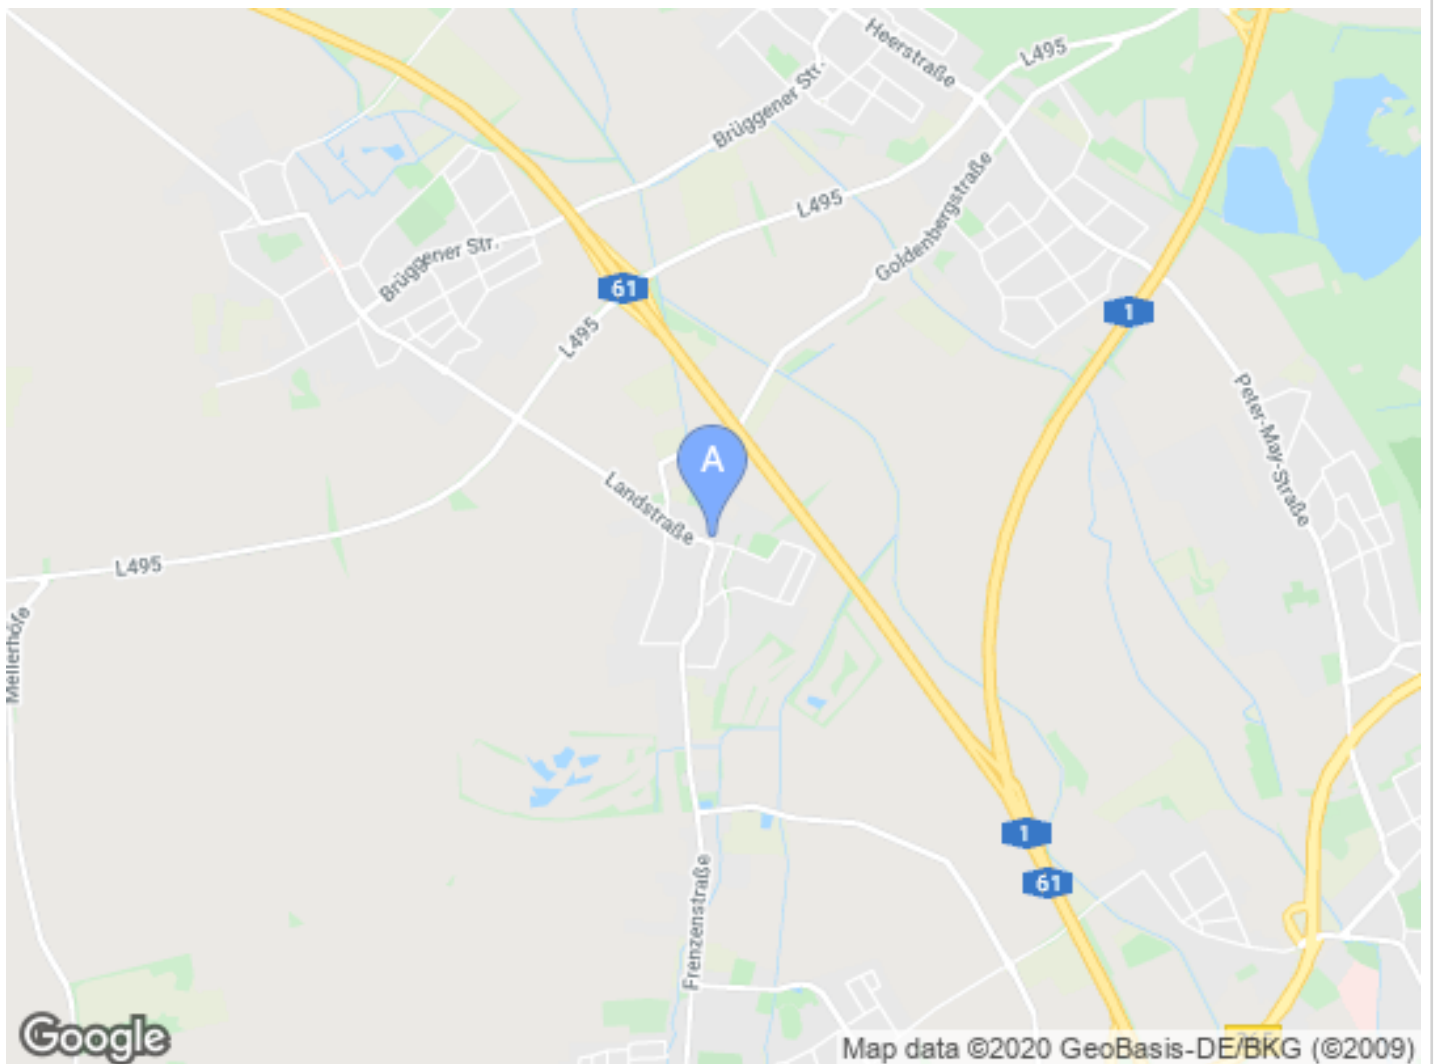 Heerstraße
L495
Brüggener Str.
L495
Goldenbergstraße
Brüggener Str.
61
1
L495
Peter-May-Straße
A
Landstraße
L495
Mellerhöfe
1
61
Frenzenstraße
Google
Map data ©2020 GeoBasis-DE/BKG (©2009)